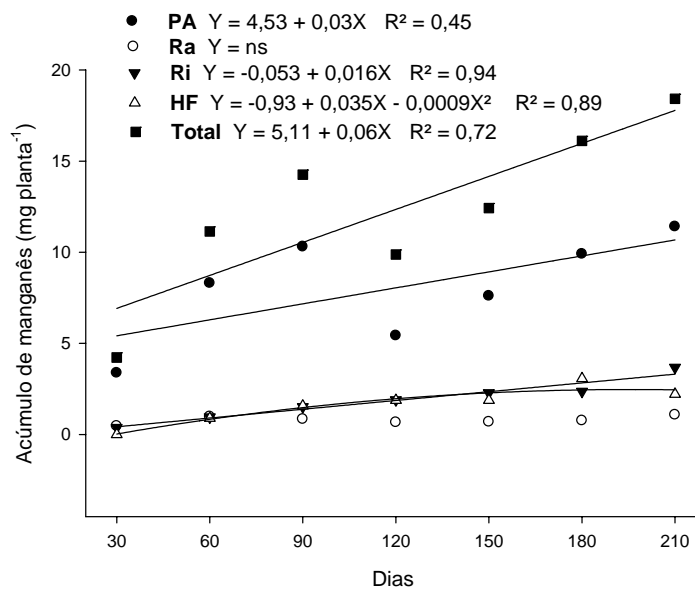 PA Y = 4,53 + 0,03X R² = 0,45
Ra Y = ns
Ri Y = -0,053 + 0,016X R² = 0,94
HF Y = -0,93 + 0,035X - 0,0009X² R² = 0,89
Total Y = 5,11 + 0,06X R² = 0,72
Acúmulo de manganês (mg planta⁻¹)
20
15
10
5
0
30 60 90 120 150 180 210
Dias